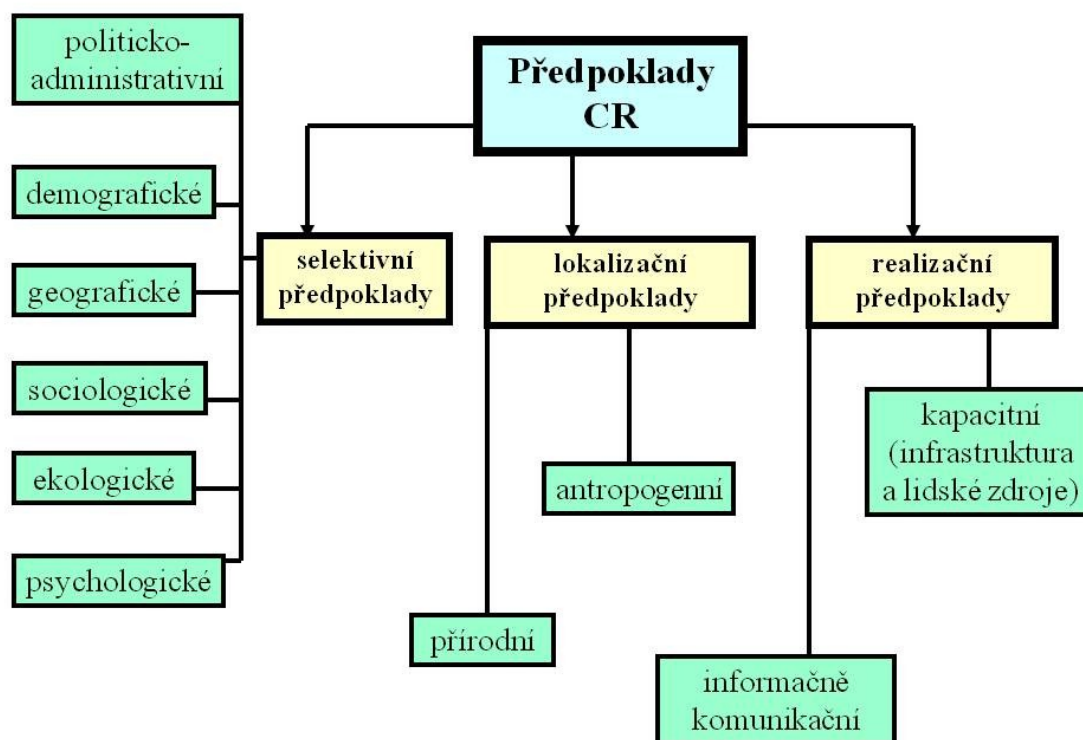 Předpoklady
CR
selektivní
předpoklady
politicko-
administrativní
demografické
geografické
sociologické
ekologické
psychologické
lokalizační
předpoklady
přírodní
antropogenní
realizační
předpoklady
informačně
komunikační
kapacitní
(infrastruktura
a lidské zdroje)